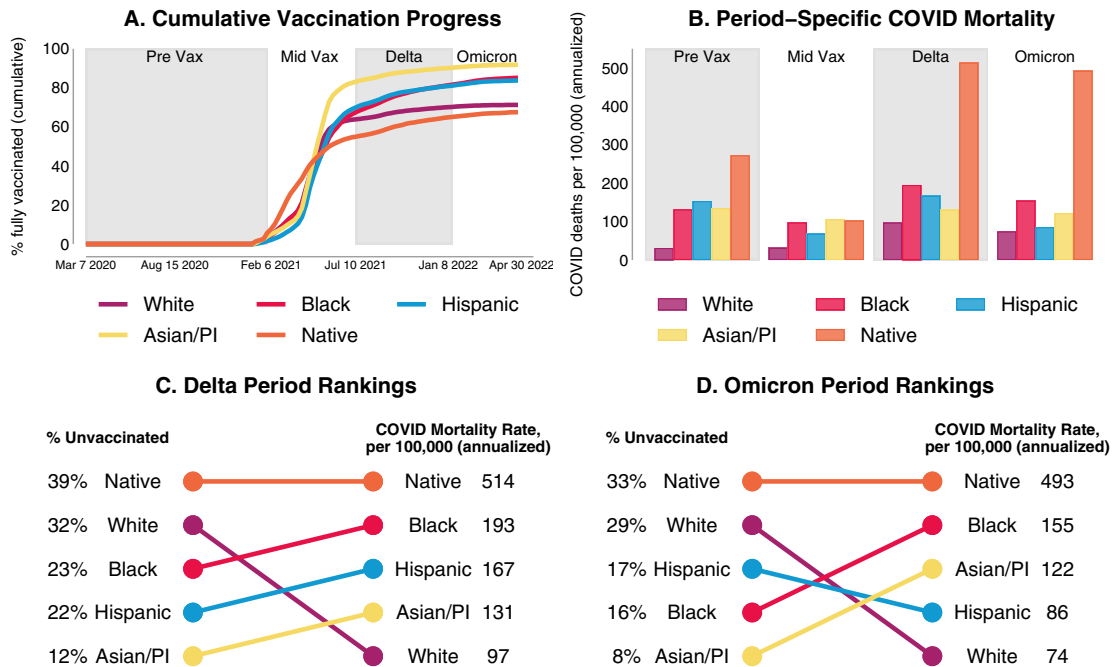 A. Cumulative Vaccination Progress
% fully vaccinated (cumulative)
100
80
60
40
20
0
Pre Vax
Mid Vax
Delta
Omicron
Mar 7 2020
Aug 15 2020
Feb 6 2021
Jul 10 2021
Jan 8 2022
Apr 30 2022
White
Black
Hispanic
Asian/PI
Native
B. Period−Specific COVID Mortality
COVID deaths per 100,000 (annualized)
500
400
300
200
100
0
Pre Vax
Mid Vax
Delta
Omicron
White
Black
Hispanic
Asian/PI
Native
C. Delta Period Rankings
% Unvaccinated
COVID Mortality Rate,
per 100,000 (annualized)
39% Native Native 514
32% White Black 193
23% Black Hispanic 167
22% Hispanic Asian/PI 131
12% Asian/PI White 97
D. Omicron Period Rankings
% Unvaccinated
COVID Mortality Rate,
per 100,000 (annualized)
33% Native Native 493
29% White Black 155
17% Hispanic Asian/PI 122
16% Black Hispanic 86
8% Asian/PI White 74